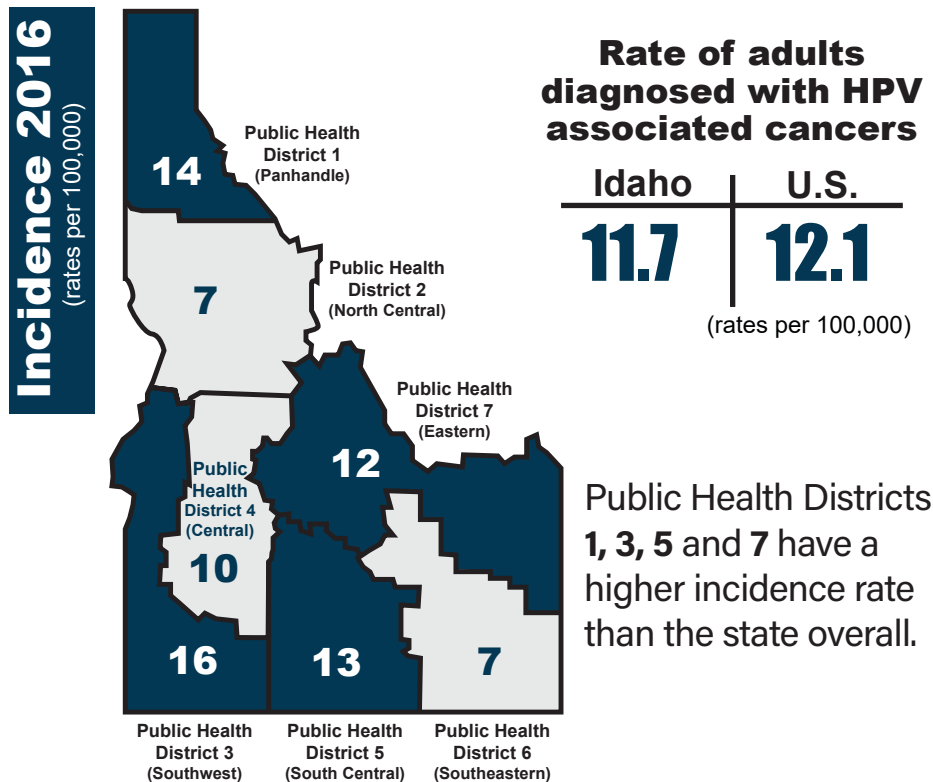 Incidence 2016
(rates per 100,000)
Rate of adults
diagnosed with HPV
associated cancers
Idaho
U.S.
11.7
12.1
(rates per 100,000)
14
Public Health
District 1
(Panhandle)
7
Public Health
District 2
(North Central)
Public Health
District 7
(Eastern)
12
Public
Health
District 4
(Central)
10
16
13
7
Public Health
District 3
(Southwest)
Public Health
District 5
(South Central)
Public Health
District 6
(Southeastern)
Public Health Districts
1, 3, 5 and 7 have a
higher incidence rate
than the state overall.